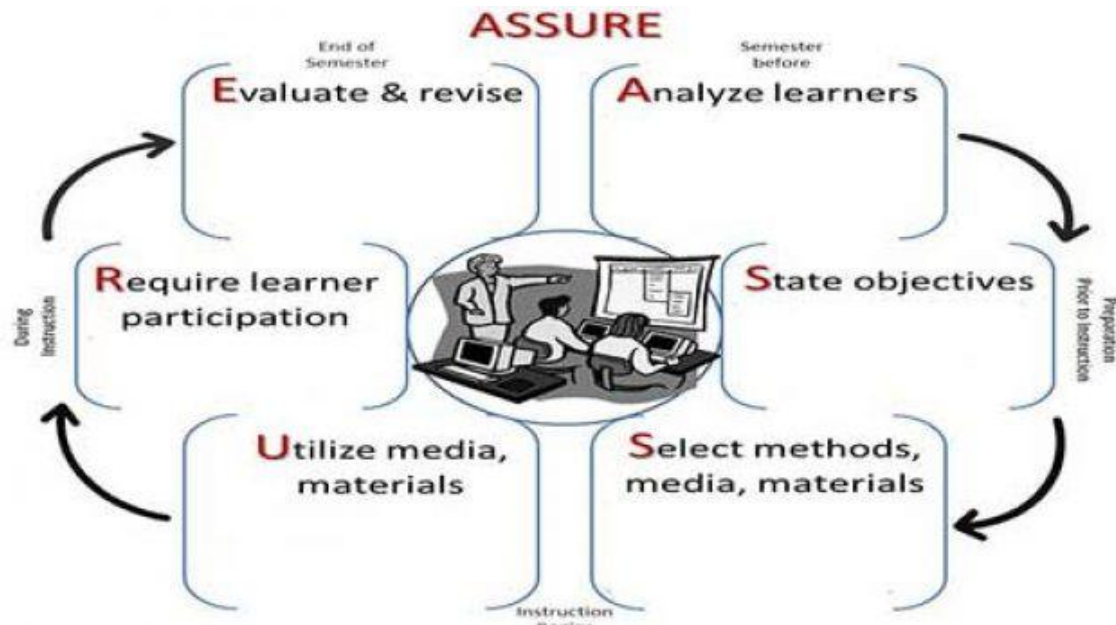 ASSURE
End of
Semester
Evaluate & revise
Semester
before
Analyze learners
State objectives
Preparation
Prior to Instruction
Select methods,
media, materials
Instruction
Utilize media,
materials
Require learner
participation
During
Instruction